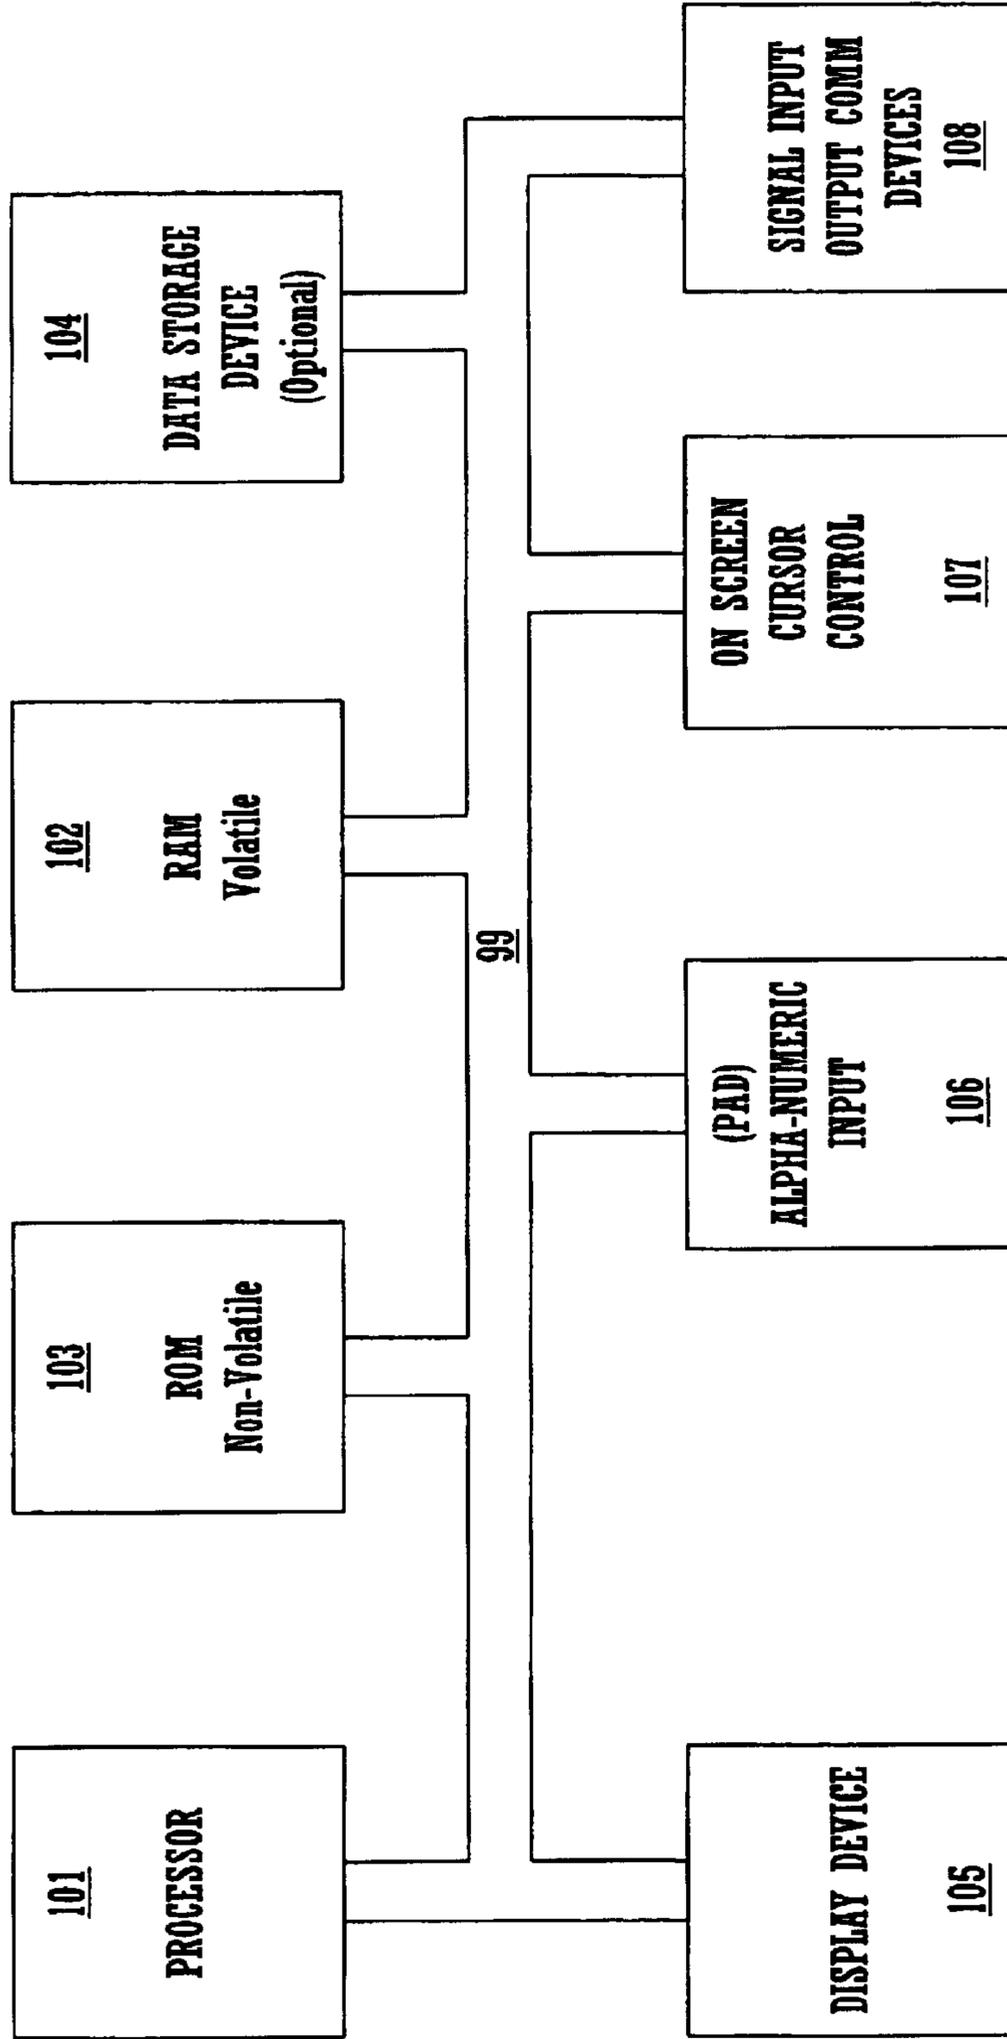 101
PROCESSOR
103
ROM
Non-Volatile
102
RAM
Volatile
104
DATA STORAGE
DEVICE
(Optional)
99
DISPLAY DEVICE
105
(PAD)
ALPHA-NUMERIC
INPUT
106
ON SCREEN
CURSOR
CONTROL
107
SIGNAL INPUT
OUTPUT COMM
DEVICES
108